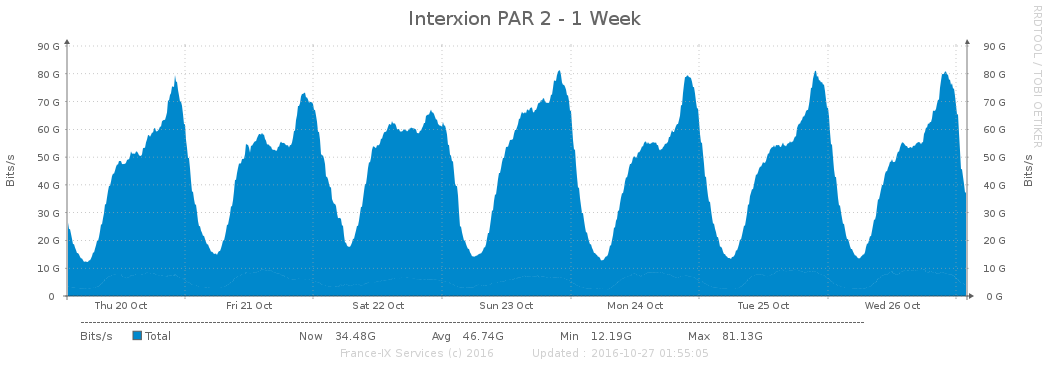 Interxion PAR 2 - 1 Week
RRDTOOL / TOBI OETIKER
Bits/s
90 G
80 G
70 G
60 G
50 G
40 G
30 G
20 G
10 G
0
90 G
80 G
70 G
60 G
50 G
40 G
30 G
20 G
10 G
0 G
Bits/s
Thu 20 Oct Fri 21 Oct Sat 22 Oct Sun 23 Oct Mon 24 Oct Tue 25 Oct Wed 26 Oct
Bits/s Total Now 34.48G Avg 46.74G Min 12.19G Max 81.13G
France-IX Services (c) 2016 Updated : 2016-10-27 01:55:05